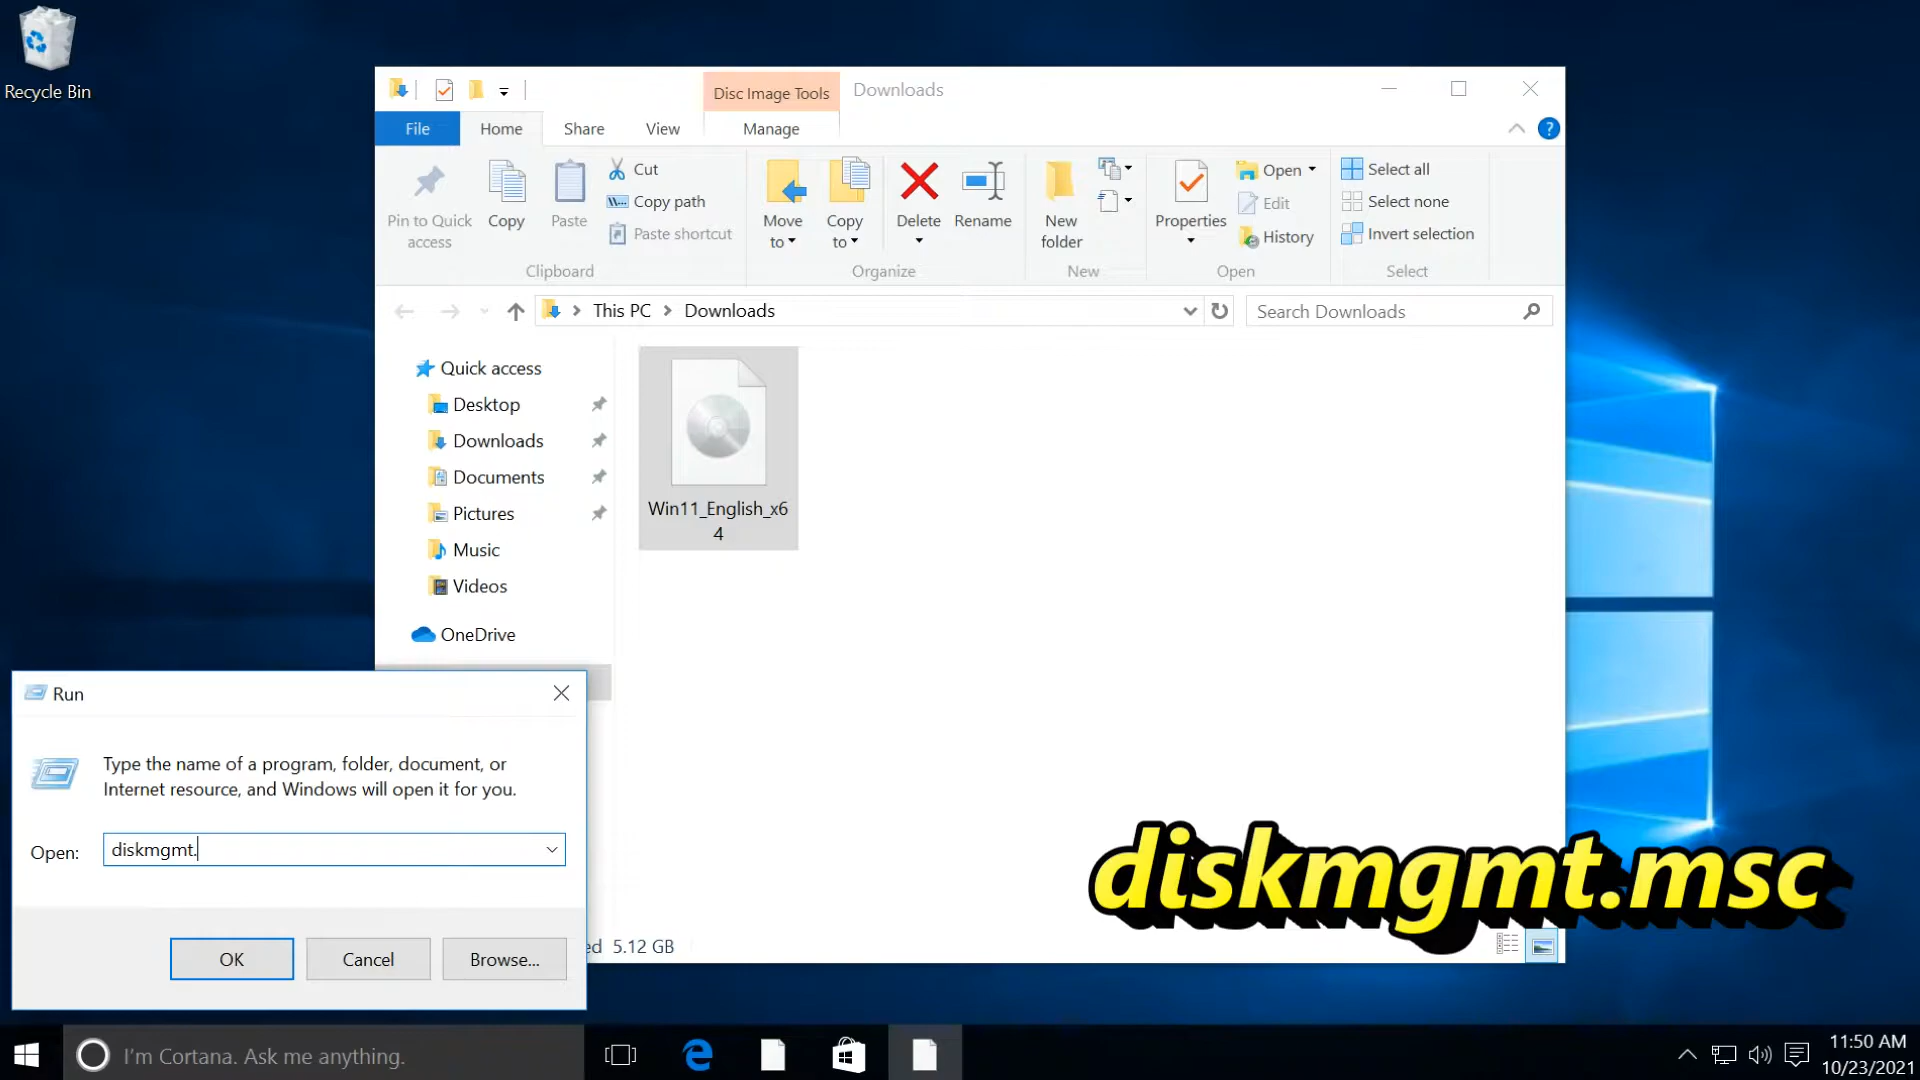 Recycle Bin
Disc Image Tools
Downloads
File
Home
Share
View
Manage
Pin to Quick
access
Copy
Paste
Cut
Copy path
Paste shortcut
Clipboard
Move
to
Copy
to
Delete
Rename
Organize
New
folder
New
Properties
Open
Edit
History
Open
Select all
Select none
Invert selection
Select
This PC
Downloads
Search Downloads
Quick access
Desktop
Downloads
Documents
Pictures
Music
Videos
OneDrive
Win11_English_x6
4
Run
Type the name of a program, folder, document, or
Internet resource, and Windows will open it for you.
Open:
diskmgmt.
OK
Cancel
Browse...
ed 5.12 GB
diskmgmt.msc
I'm Cortana. Ask me anything.
11:50 AM
10/23/2021